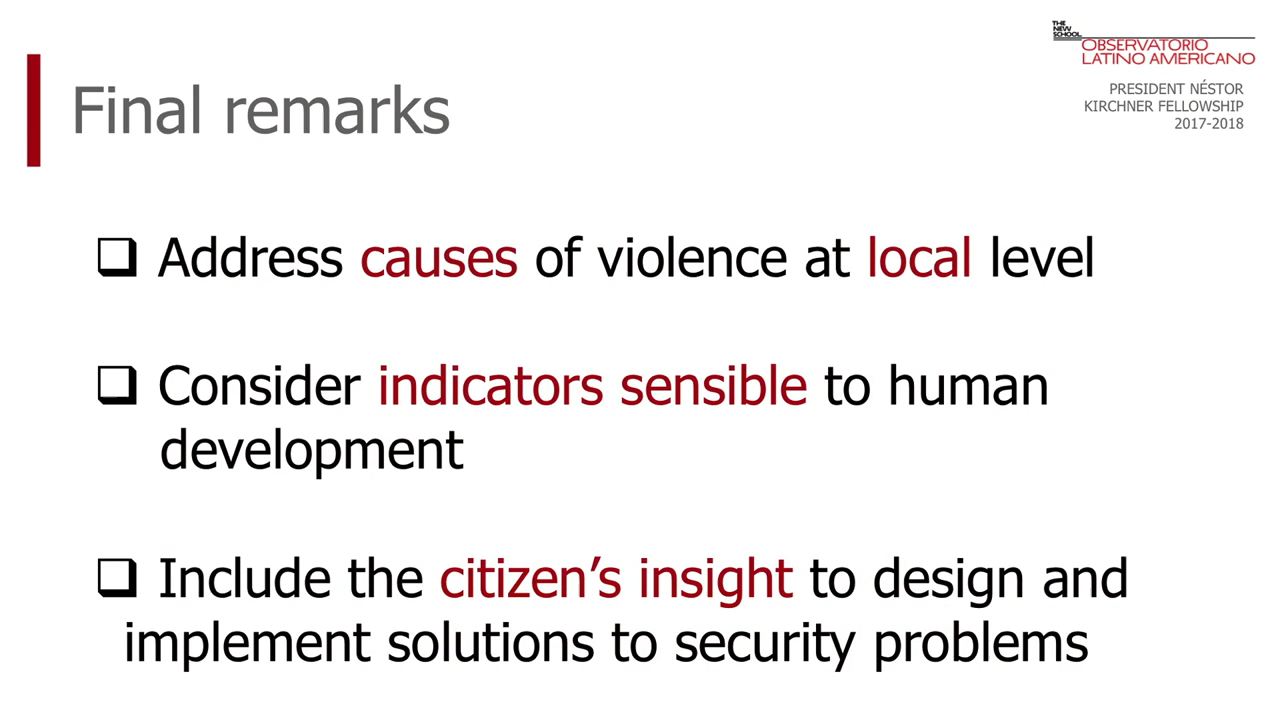 THE
NEW
SCHOOL
OBSERVATORIO
LATINO AMERICANO
PRESIDENT NÉSTOR
KIRCHNER FELLOWSHIP
2017-2018
Final remarks
❑ Address causes of violence at local level
❑ Consider indicators sensible to human
development
❑ Include the citizen’s insight to design and
implement solutions to security problems